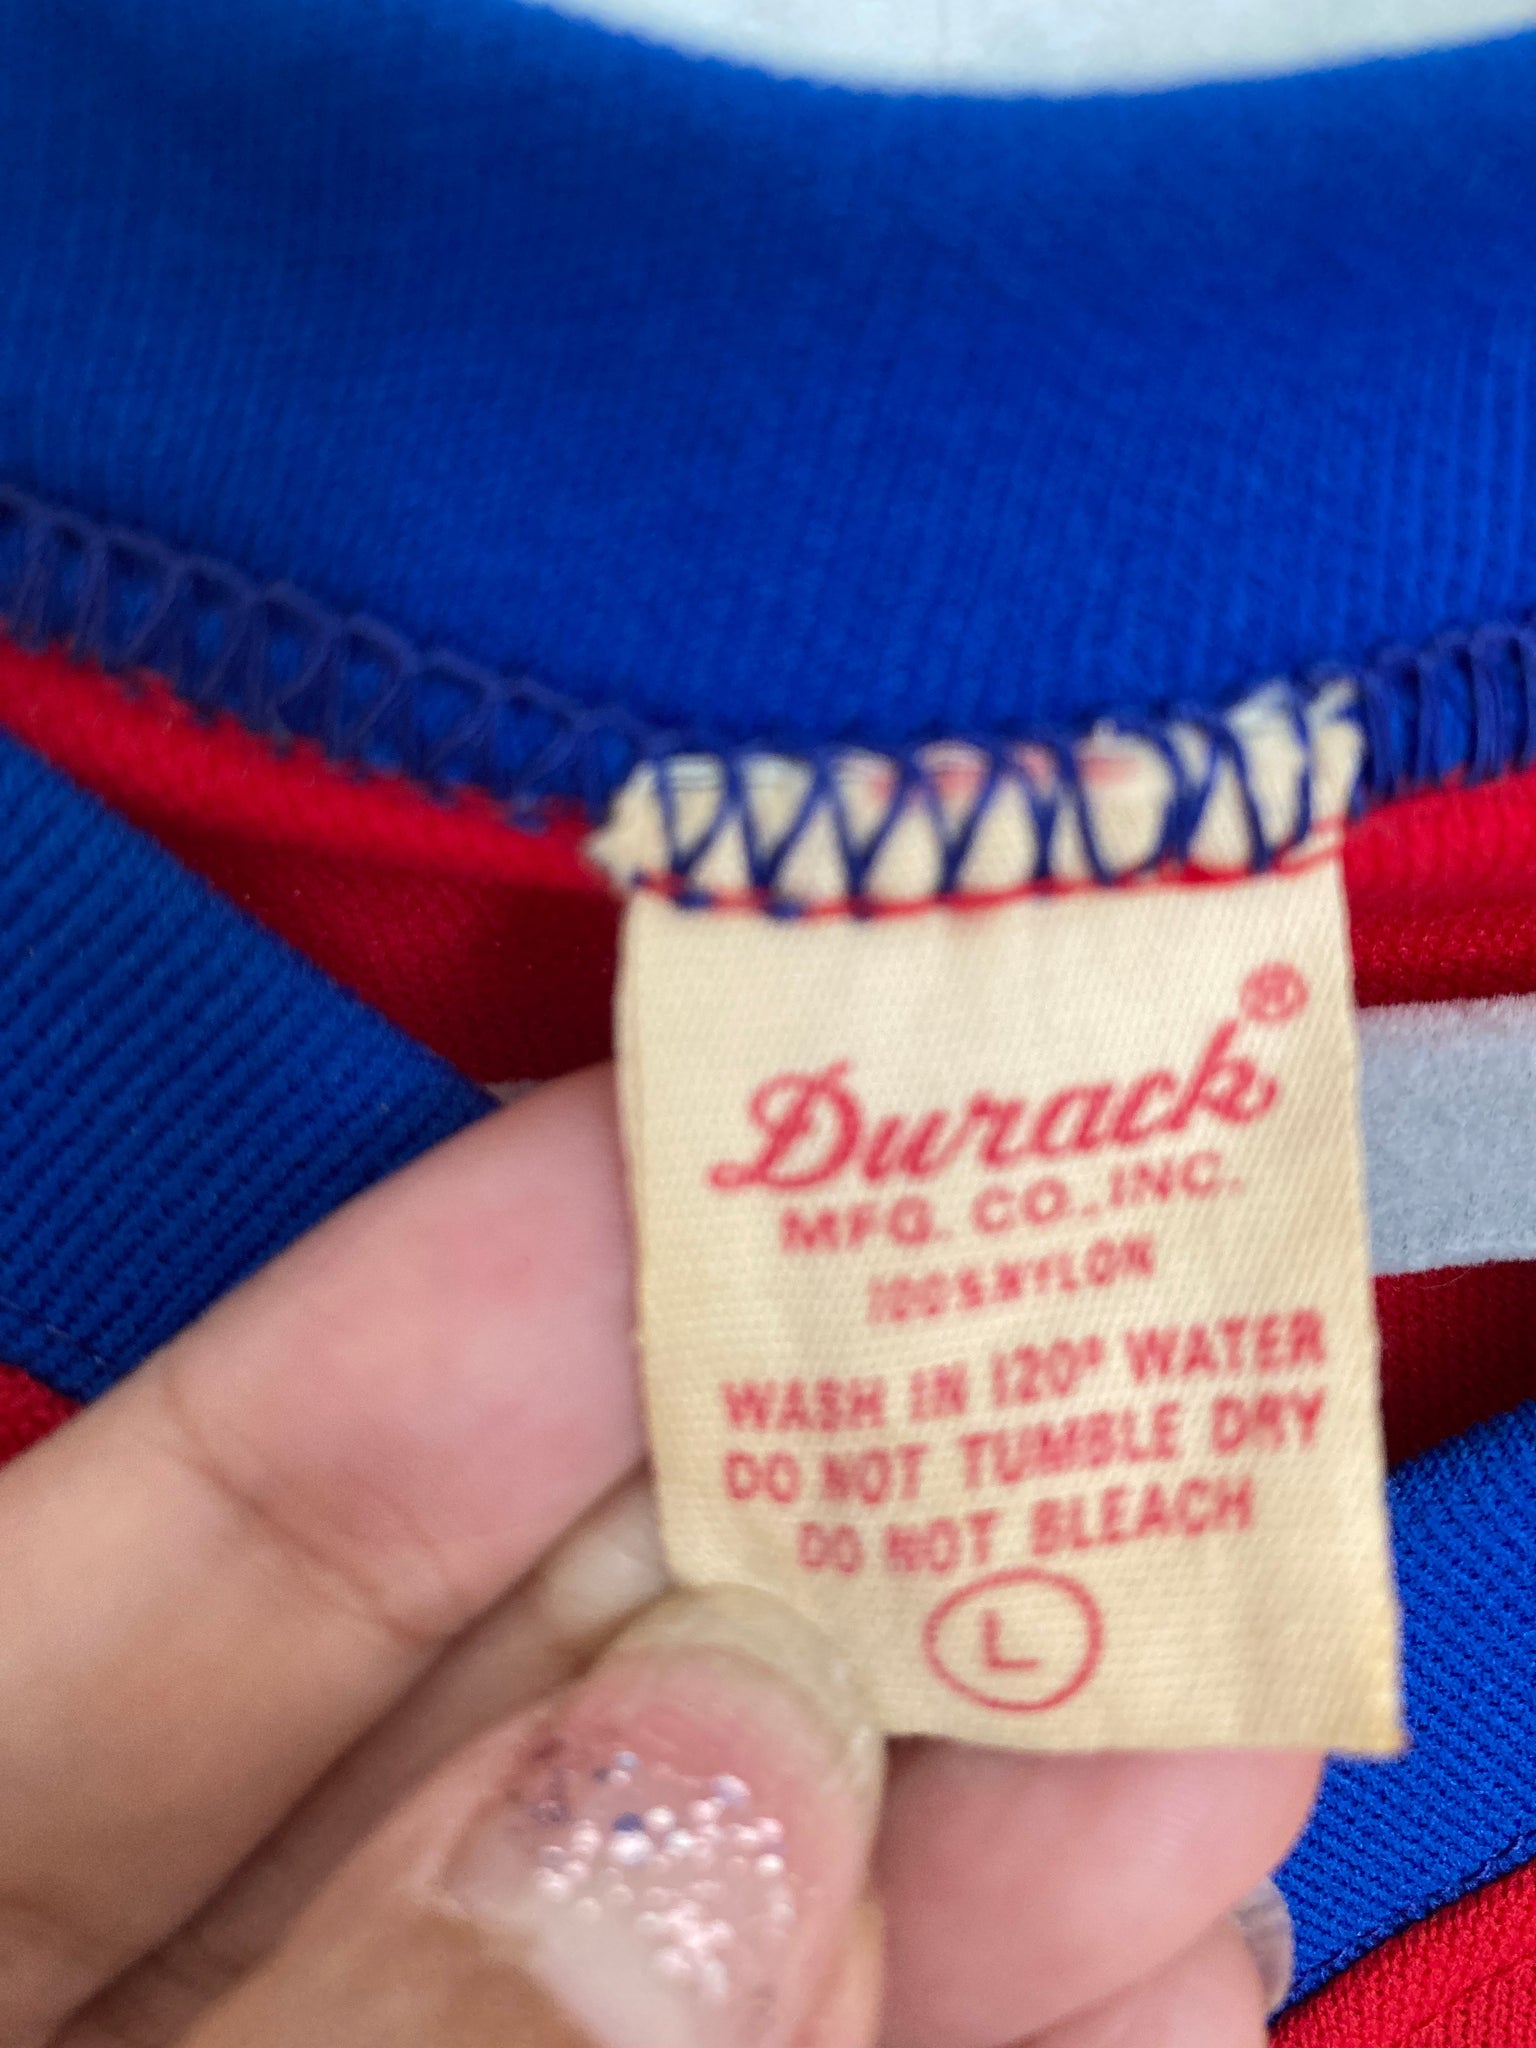 Durack®
MFG. CO., INC.
100% NYLON
WASH IN 120° WATER
DO NOT TUMBLE DRY
DO NOT BLEACH
L